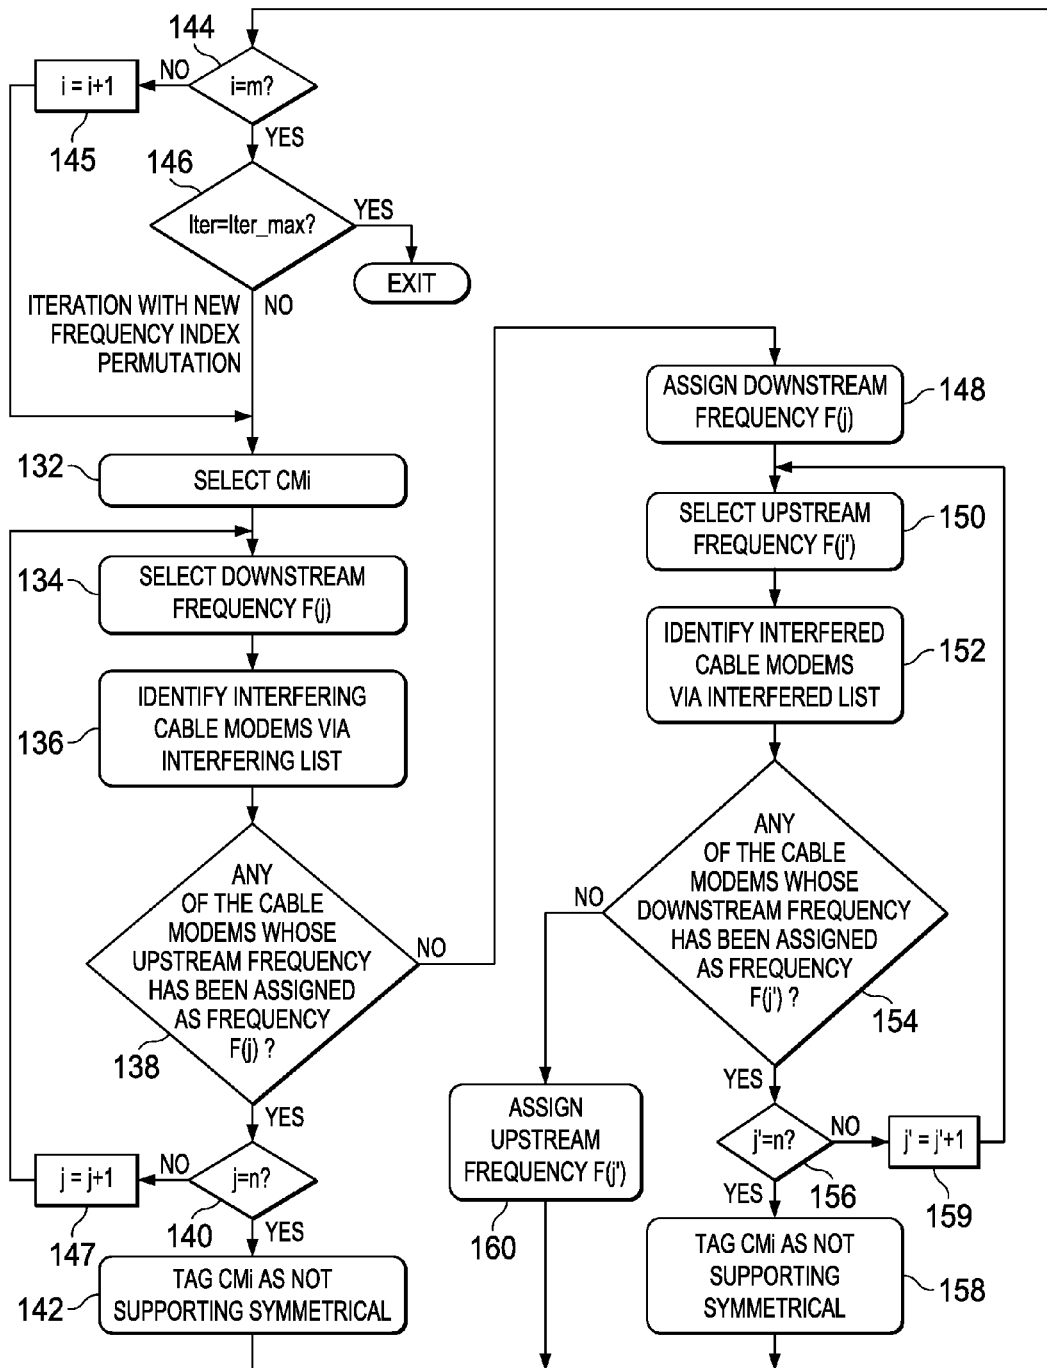 144
NO
i = i+1
i=m?
145
YES
146
Iter=Iter_max?
YES
EXIT
ITERATION WITH NEW
FREQUENCY INDEX
PERMUTATION
NO
132
SELECT CMi
134
SELECT DOWNSTREAM
FREQUENCY F(j)
136
IDENTIFY INTERFERING
CABLE MODEMS VIA
INTERFERING LIST
ANY
OF THE CABLE
MODEMS WHOSE
UPSTREAM FREQUENCY
HAS BEEN ASSIGNED
AS FREQUENCY
F(j) ?
NO
138
YES
NO
j = j+1
j=n?
147
140
YES
142
TAG CMi AS NOT
SUPPORTING SYMMETRICAL
ASSIGN DOWNSTREAM
FREQUENCY F(j)
148
SELECT UPSTREAM
FREQUENCY F(j')
150
IDENTIFY INTERFERED
CABLE MODEMS
VIA INTERFERED LIST
152
ANY
OF THE CABLE
MODEMS WHOSE
DOWNSTREAM FREQUENCY
HAS BEEN ASSIGNED
AS FREQUENCY
F(j') ?
NO
154
YES
ASSIGN
UPSTREAM
FREQUENCY F(j')
160
j'=n?
NO
j' = j'+1
156
159
YES
TAG CMi AS NOT
SUPPORTING
SYMMETRICAL
158